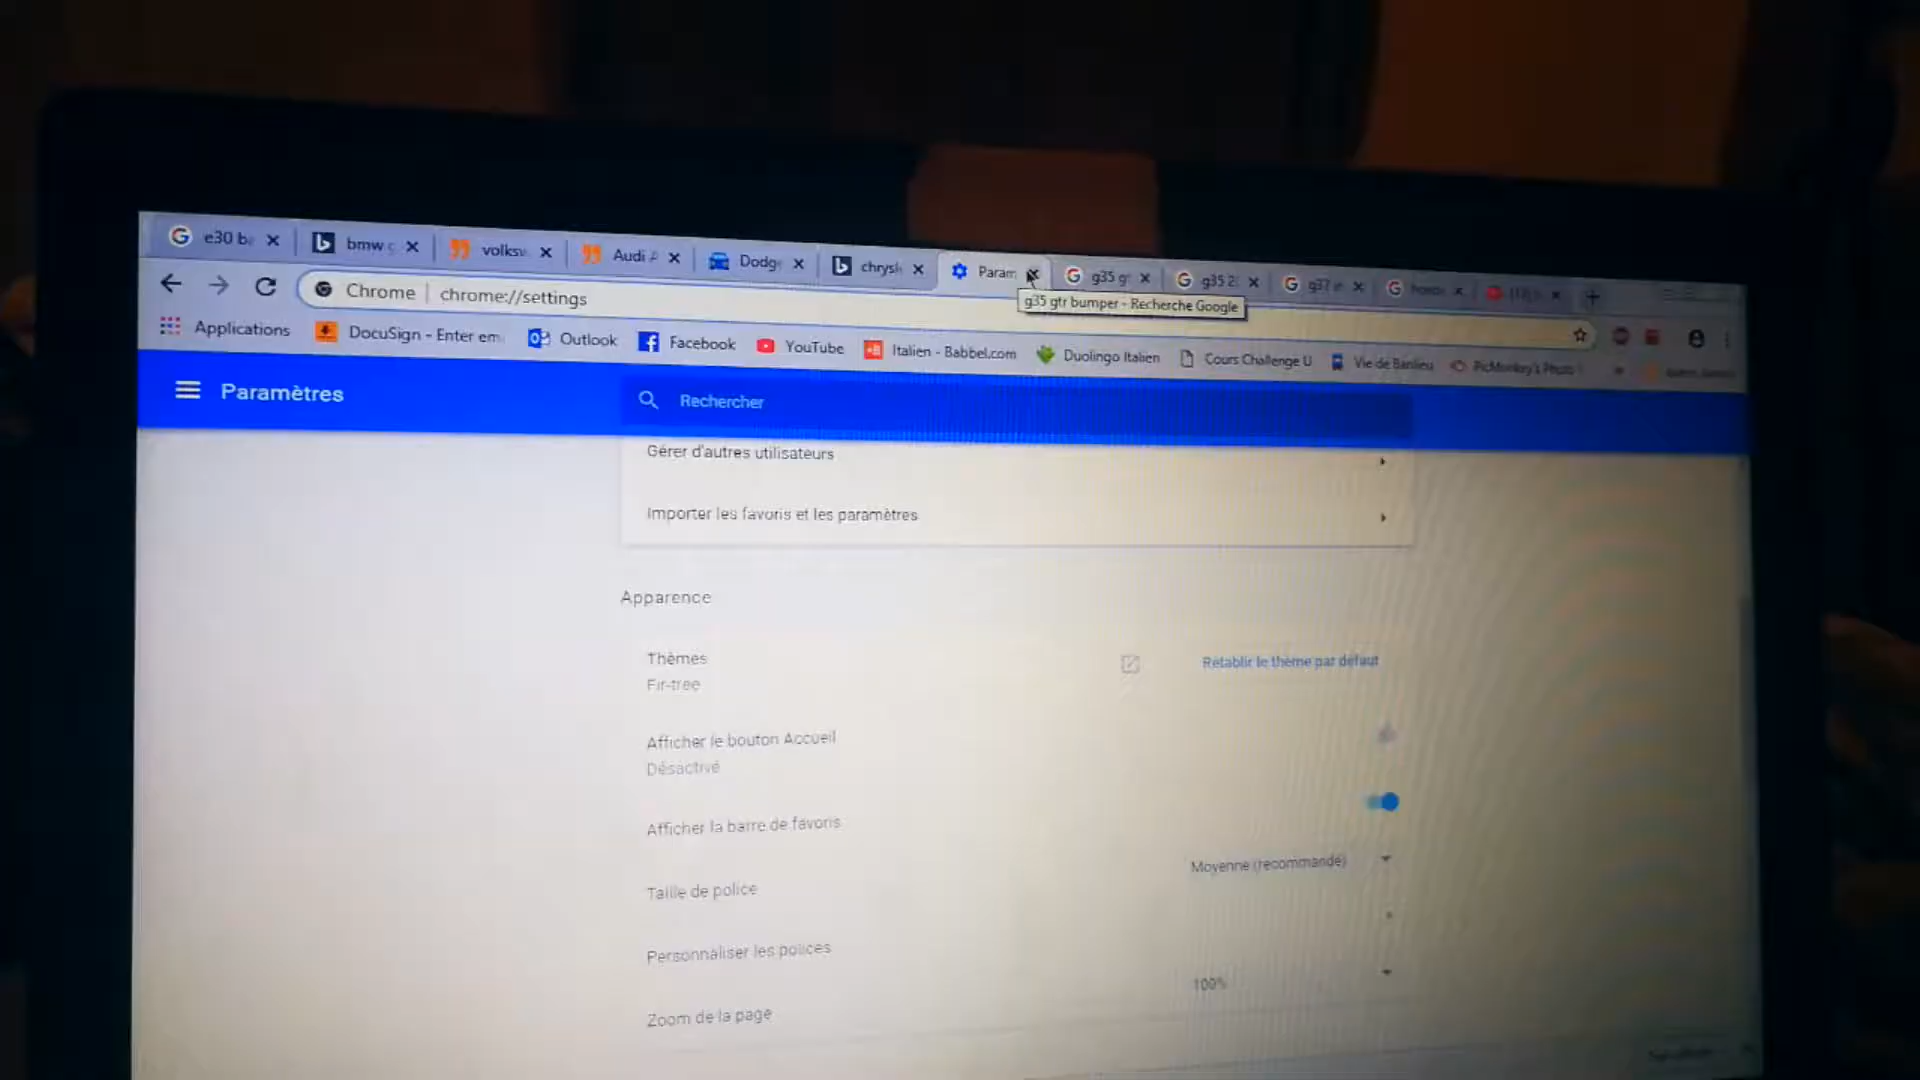 e30 b
bmw
volksv
Audi
Dodg
chrysl
Param
g35 g
g35 2
g37
Chrome | chrome://settings
g35 gtr bumper - Recherche Google
Applications
DocuSign - Enter em
Outlook
Facebook
YouTube
Italien - Babbel.com
Duolingo Italien
Cours Challenge U
Vie de Banlieu
PicMonkey's Photo
Paramètres
Rechercher
Gérer d'autres utilisateurs
Importer les favoris et les paramètres
Apparence
Thèmes
Fir-tree
Rétablir le thème par défaut
Afficher le bouton Accueil
Désactivé
Afficher la barre de favoris
Taille de police
Moyenne (recommandé)
Personnaliser les polices
Zoom de la page
100%